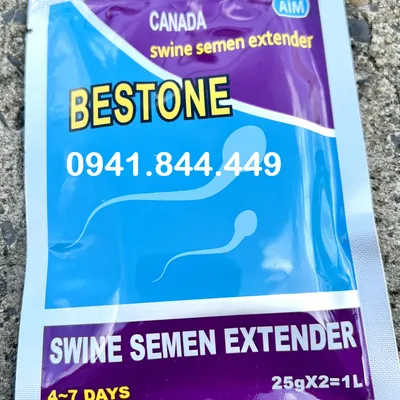 CANADA
AIM
swine semen extender
BESTONE
0941.844.449
SWINE SEMEN EXTENDER
4~7 DAYS
25gX2=1L